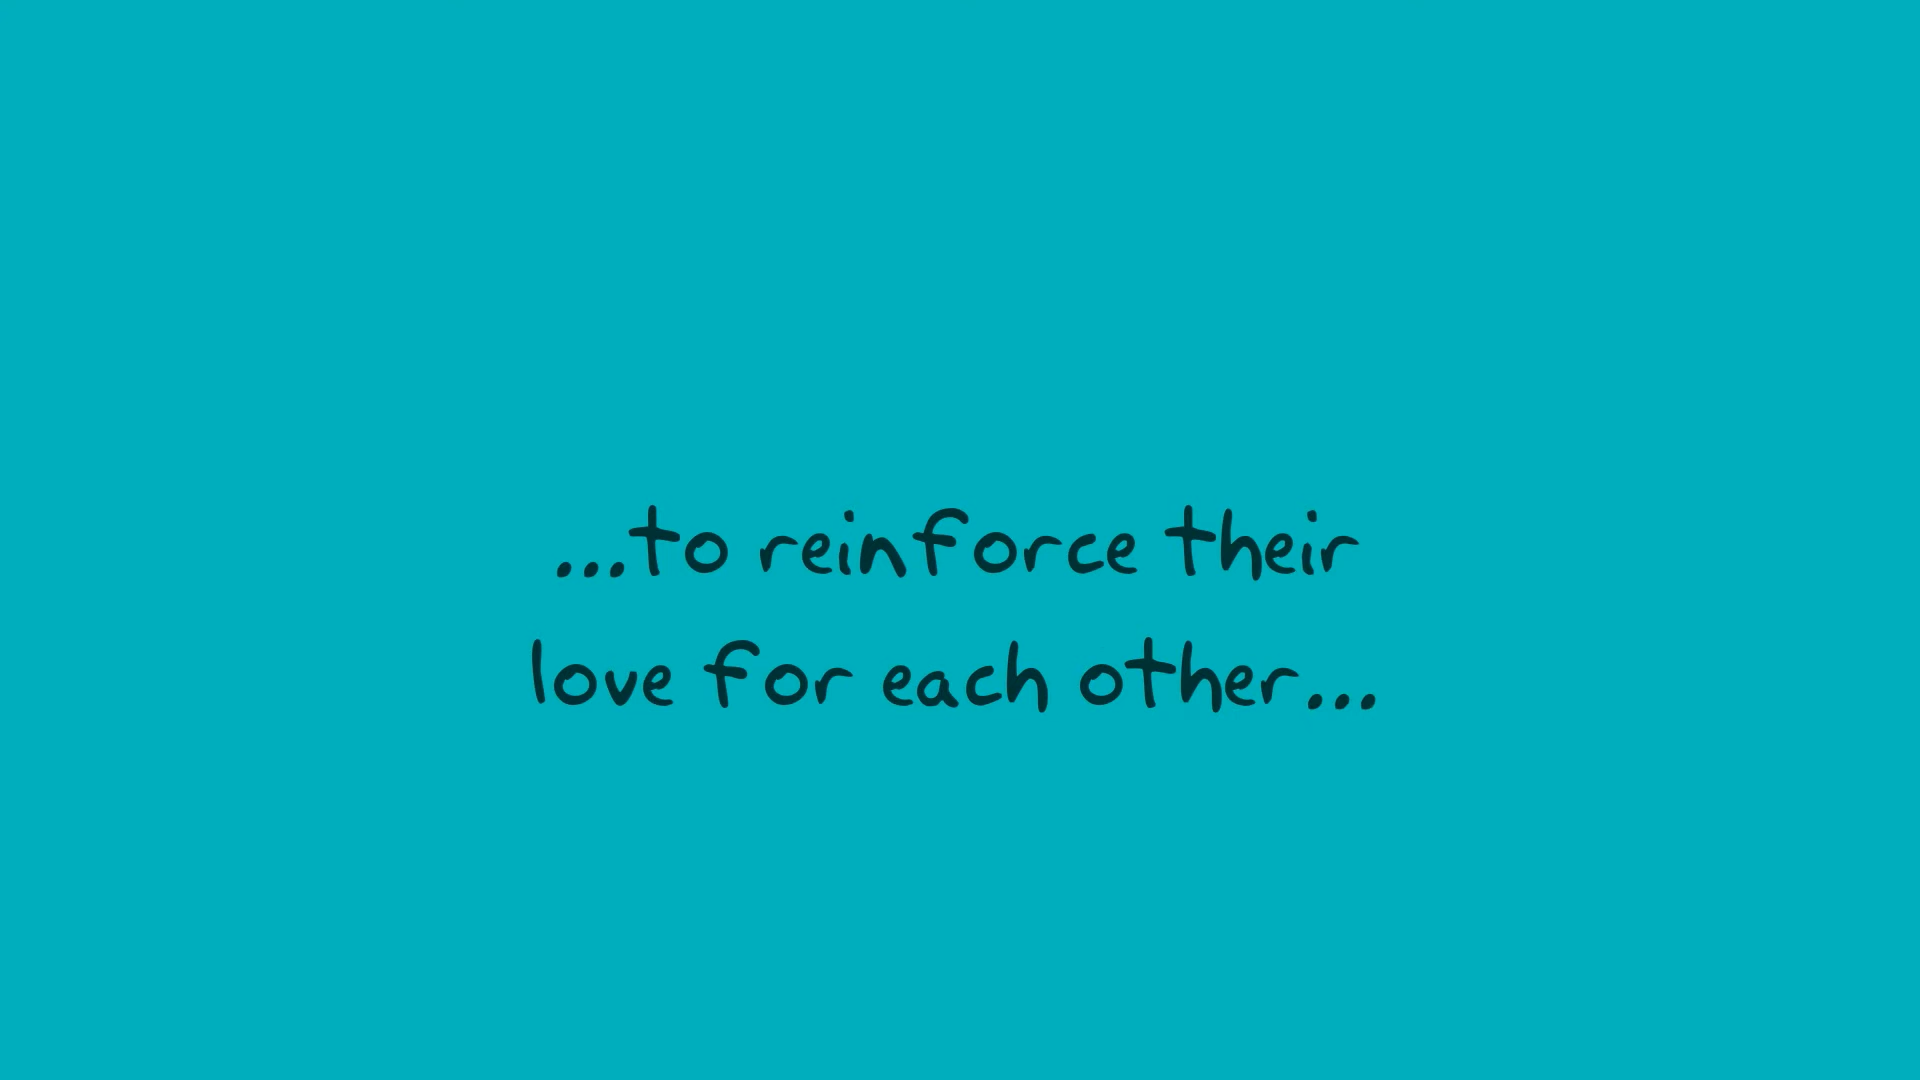 ...to reinforce their
love for each other...